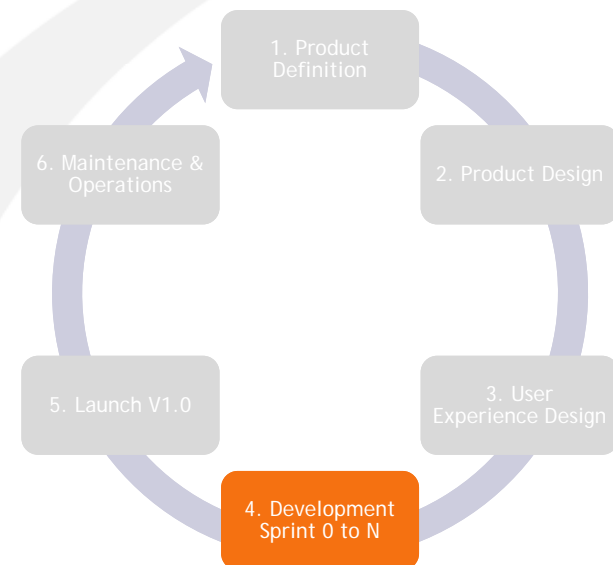 1. Product
Definition
2. Product Design
3. User
Experience Design
4. Development
Sprint 0 to N
5. Launch V1.0
6. Maintenance &
Operations